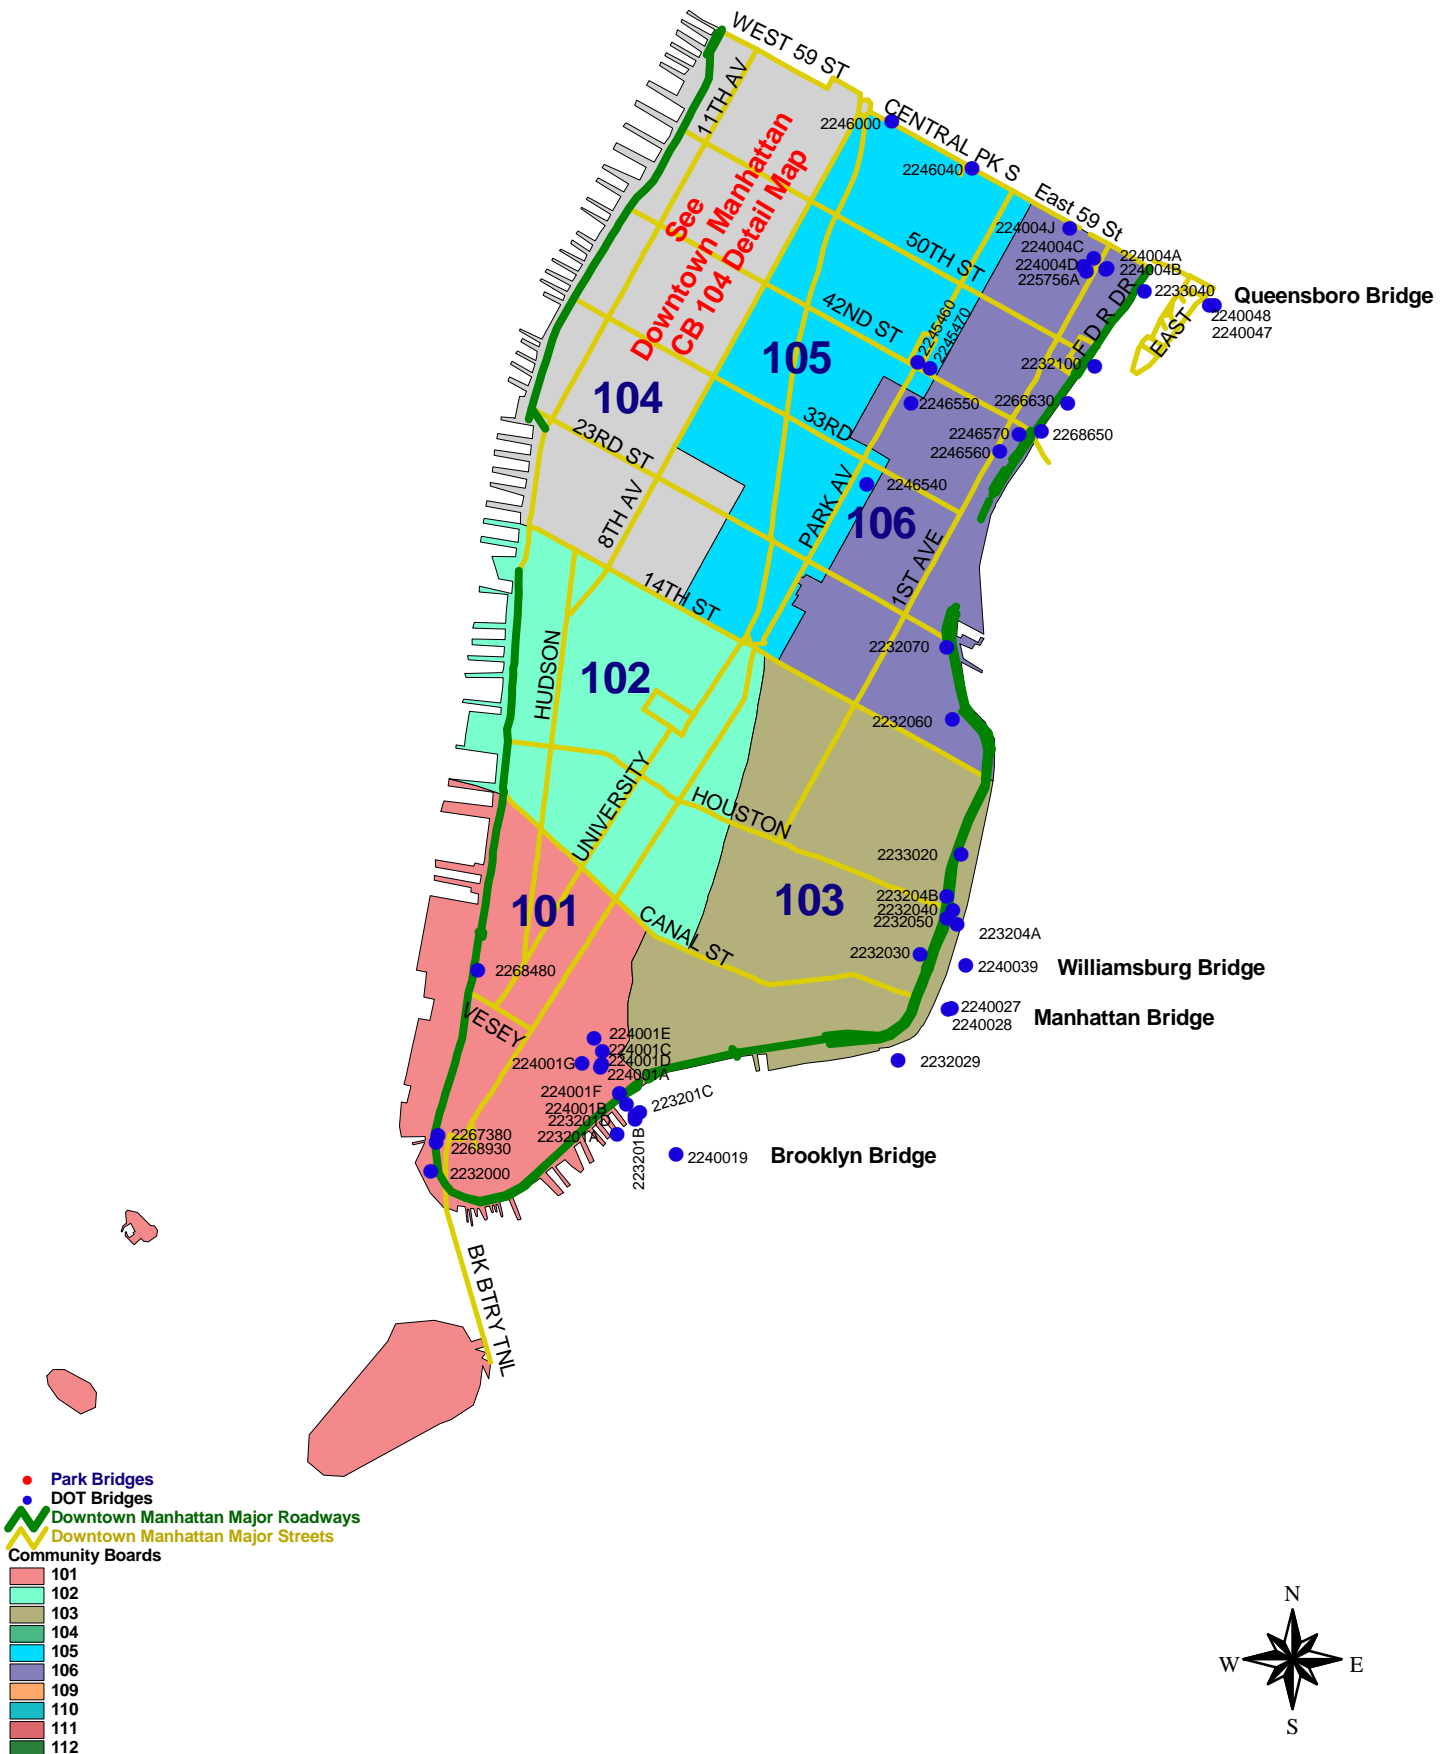 WEST 59 ST
11TH AV
CENTRAL PK S
2246000
2246040
See
Downtown Manhattan
CB 104 Detail Map
East 59 St
224004J
224004C
224004A
224004D
224004B
225756A
50TH ST
F D R DR
2233040
Queensboro Bridge
2240048
2240047
EAST
42ND ST
2245460
2245470
105
2232100
104
2246550
2266630
33RD
23RD ST
2246570
2268650
2246560
8TH AV
PARK AV
2246540
106
1ST AVE
14TH ST
HUDSON
102
2232070
2232060
UNIVERSITY
HOUSTON
2233020
103
101
223204B
2232040
2232050
223204A
CANAL ST
2232030
2240039
Williamsburg Bridge
2268480
VESEY
2240027
2240028
Manhattan Bridge
224001E
224001C
224001G
224001D
224001A
2232029
224001F
224001B
223201C
223201D
223201A
223201B
2267380
2268930
2240019
Brooklyn Bridge
2232000
BK BTRY TNL
Park Bridges
DOT Bridges
Downtown Manhattan Major Roadways
Downtown Manhattan Major Streets
Community Boards
101
102
103
104
105
106
109
110
111
112
N
W
E
S